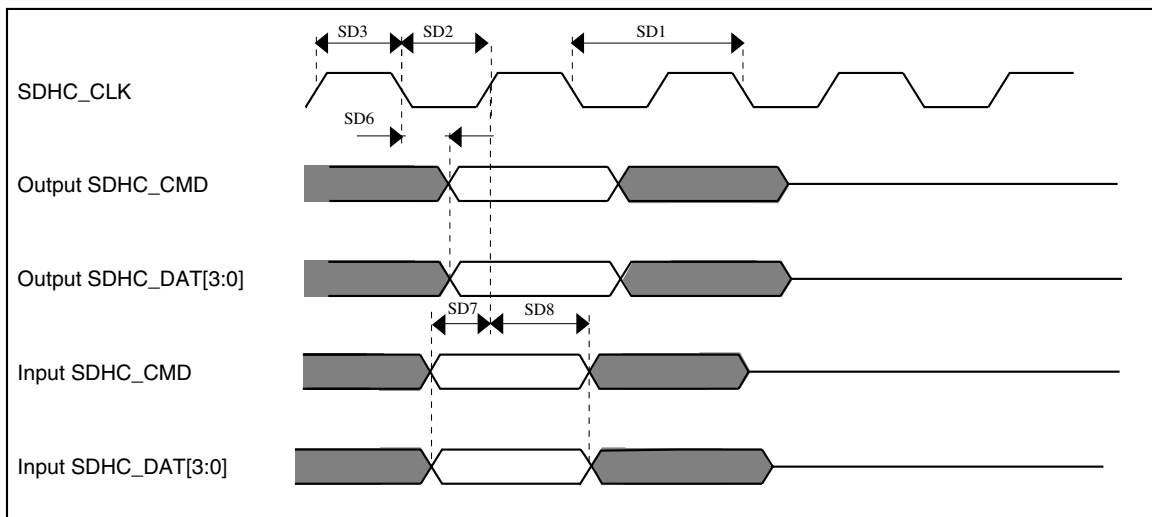 SD3 SD2 SD1
SDHC_CLK
SD6
Output SDHC_CMD
Output SDHC_DAT[3:0]
SD7 SD8
Input SDHC_CMD
Input SDHC_DAT[3:0]